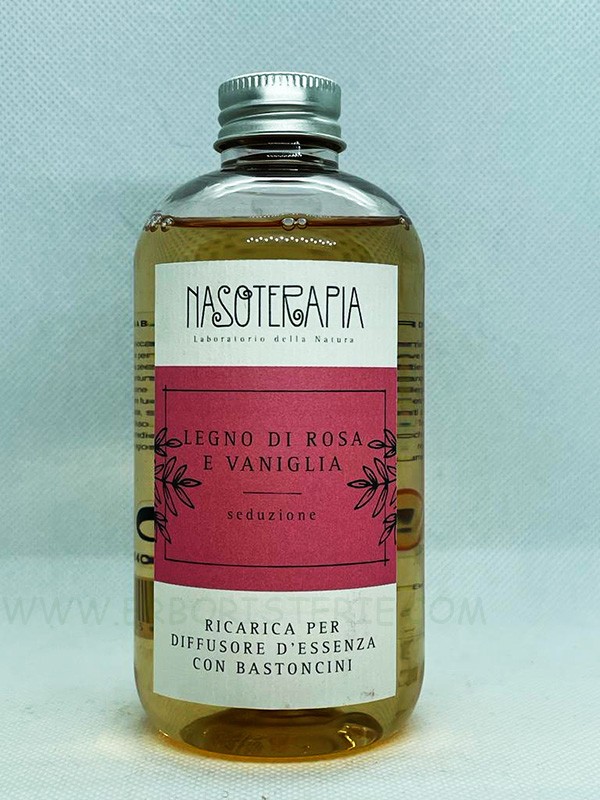 NASOTERAPIA
Laboratorio della Natura
LEGNO DI ROSA
E VANIGLIA
seduzione
RICARICA PER
DIFFUSORE D'ESSENZA
CON BASTONCINI
WWW.ERBORISTERIE.COM